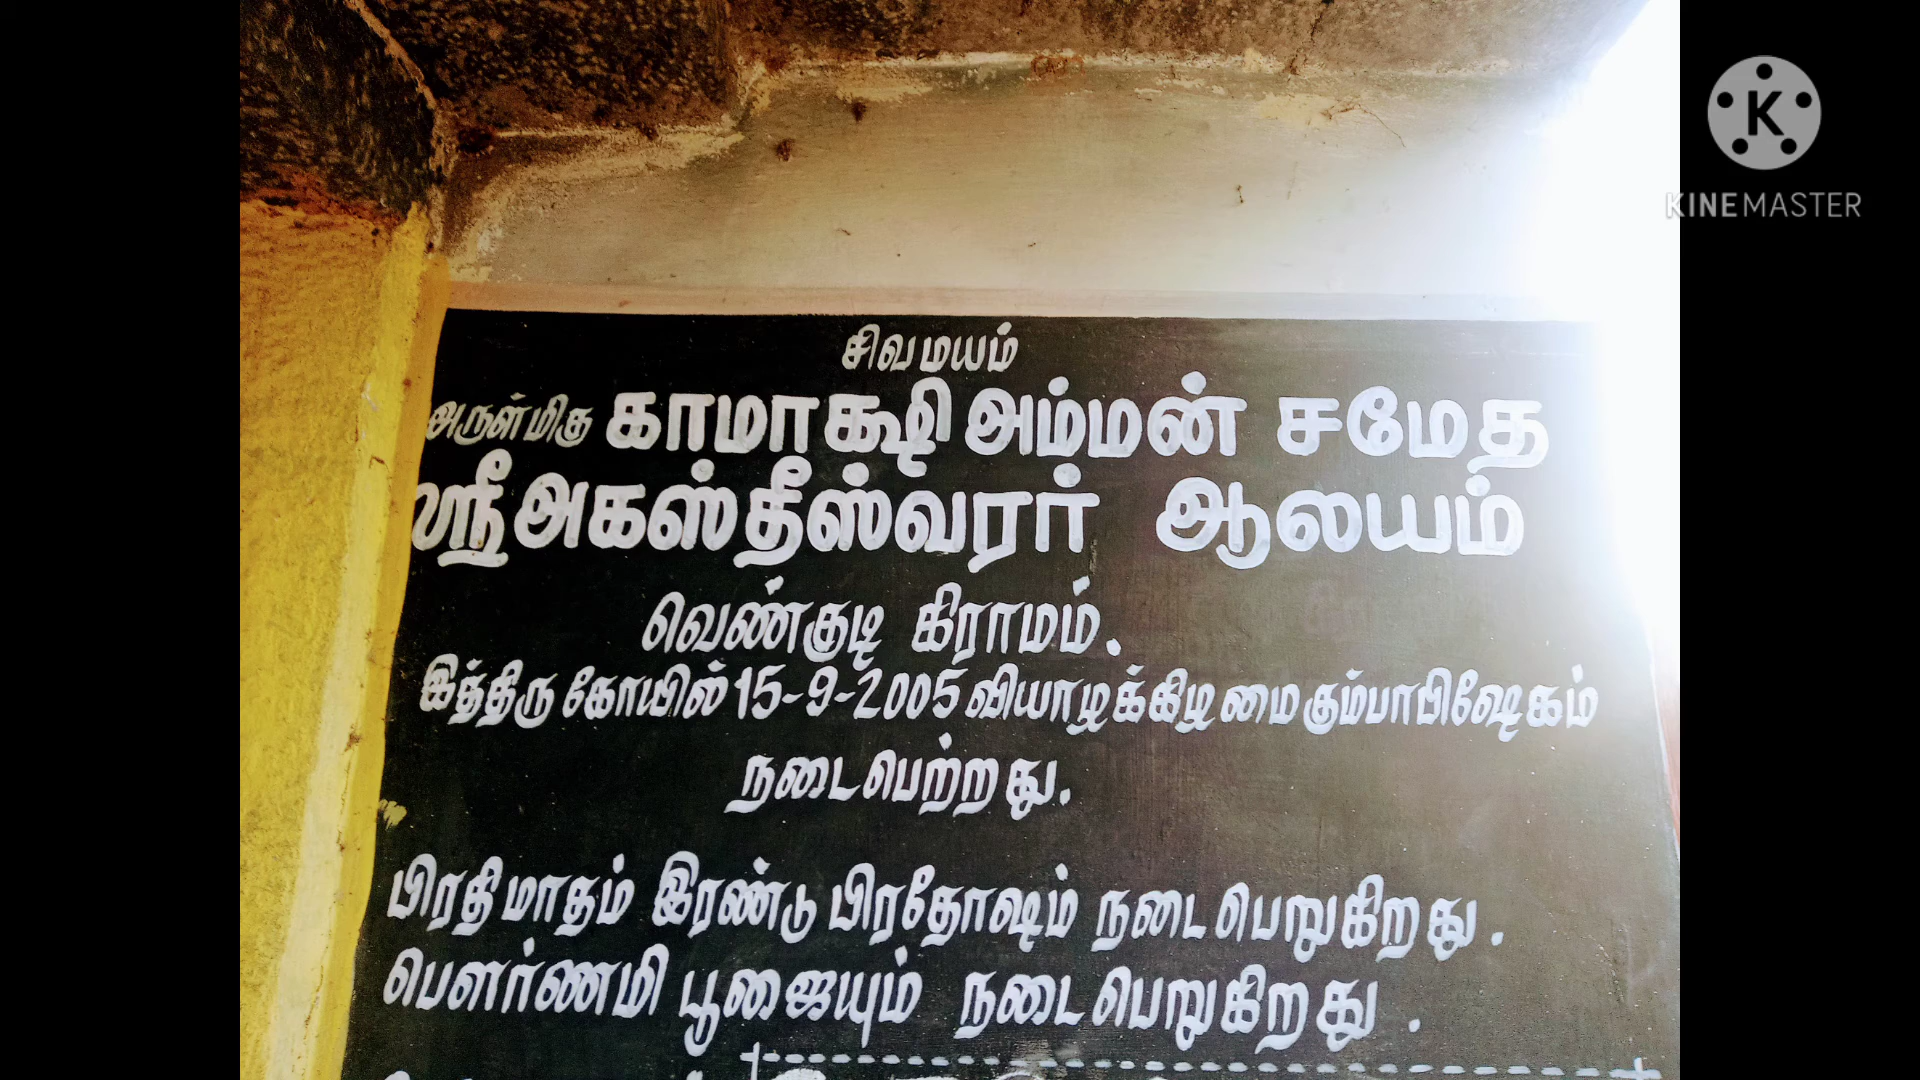 சிவமயம்
அருள்மிகு காமாக்ஷி அம்மன் சமேத
ஸ்ரீ அகஸ்தீஸ்வரர் ஆலயம்
வெண்குடி கிராமம்.
இத்திரு கோயில் 15-9-2005 வியாழக்கிழமை கும்பாபிஷேகம்
நடைபெற்றது.
பிரதி மாதம் இரண்டு பிரதோஷம் நடைபெறுகிறது.
பௌர்ணமி பூஜையும் நடைபெறுகிறது.
K
KINEMASTER